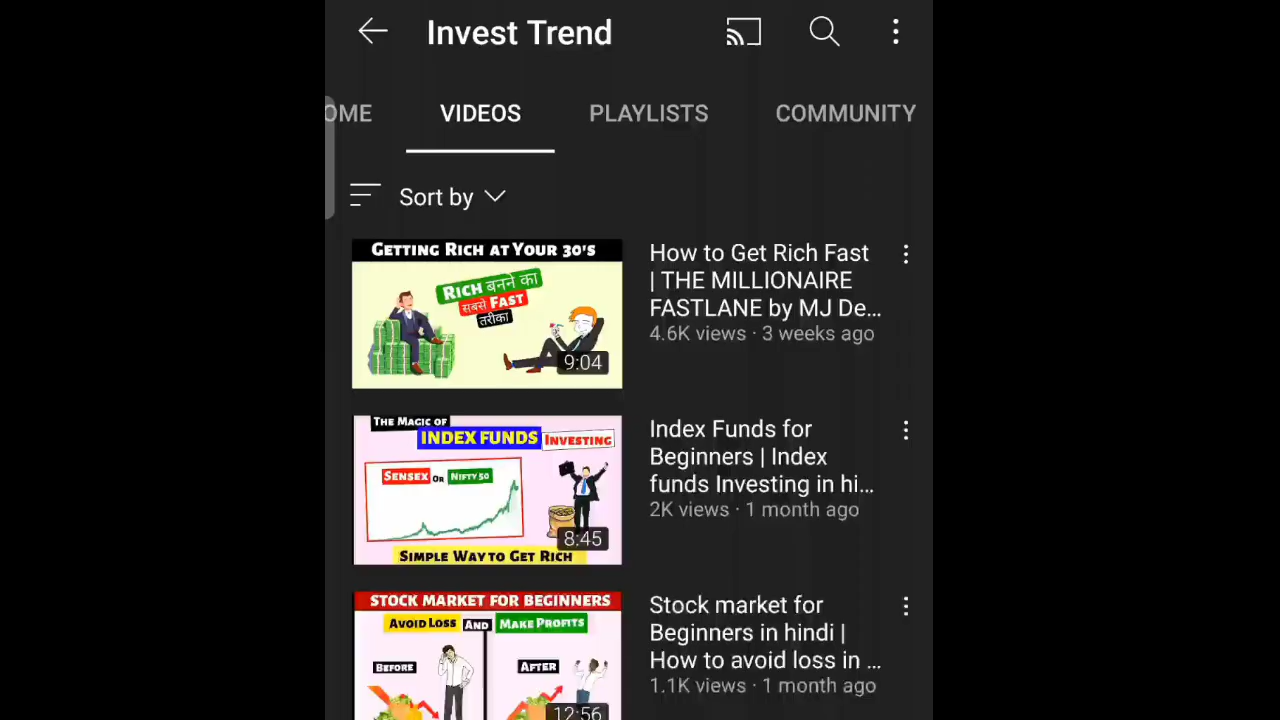 Invest Trend
OME VIDEOS PLAYLISTS COMMUNITY
Sort by
GETTING RICH AT YOUR 30'S
RICH बनने का
सबसे FAST
तरीका
9:04
How to Get Rich Fast
| THE MILLIONAIRE
FASTLANE by MJ De...
4.6K views · 3 weeks ago
THE MAGIC OF
INDEX FUNDS INVESTING
SENSEX OR NIFTY 50
8:45
SIMPLE WAY TO GET RICH
Index Funds for
Beginners | Index
funds Investing in hi...
2K views · 1 month ago
STOCK MARKET FOR BEGINNERS
AVOID LOSS AND MAKE PROFITS
BEFORE AFTER
12:56
Stock market for
Beginners in hindi |
How to avoid loss in ...
1.1K views · 1 month ago